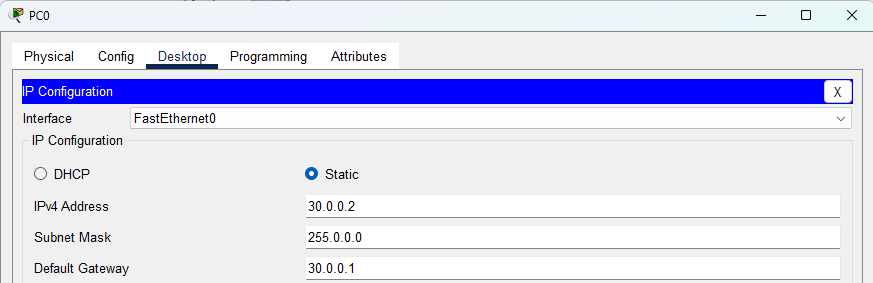 PC0
Physical Config Desktop Programming Attributes
IP Configuration X
Interface FastEthernet0
IP Configuration
DHCP Static
IPv4 Address 30.0.0.2
Subnet Mask 255.0.0.0
Default Gateway 30.0.0.1